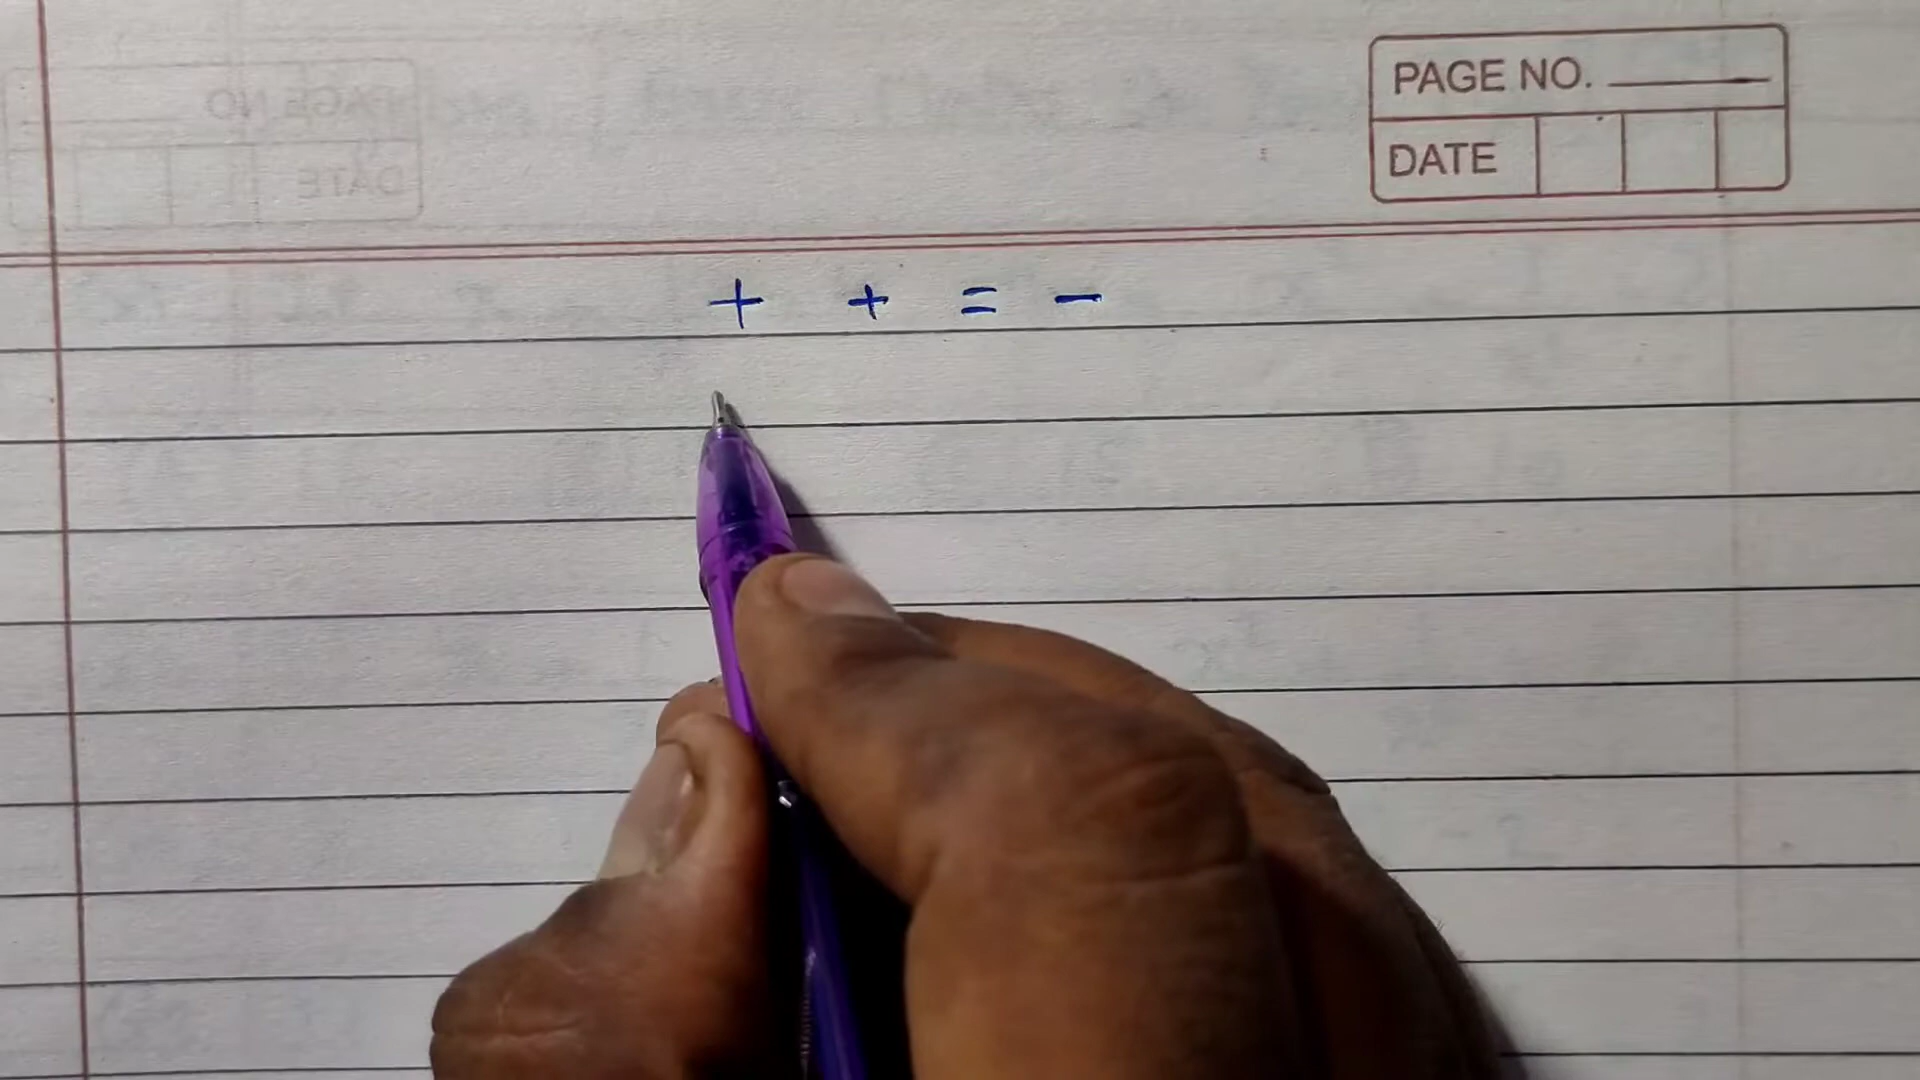 PAGE NO.
DATE
+ + = -